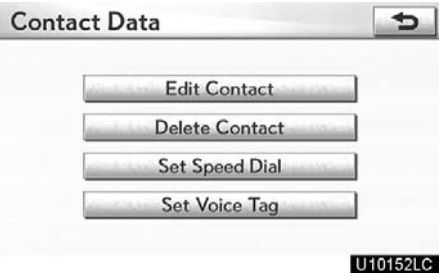 Contact Data
Edit Contact
Delete Contact
Set Speed Dial
Set Voice Tag
U10152LC